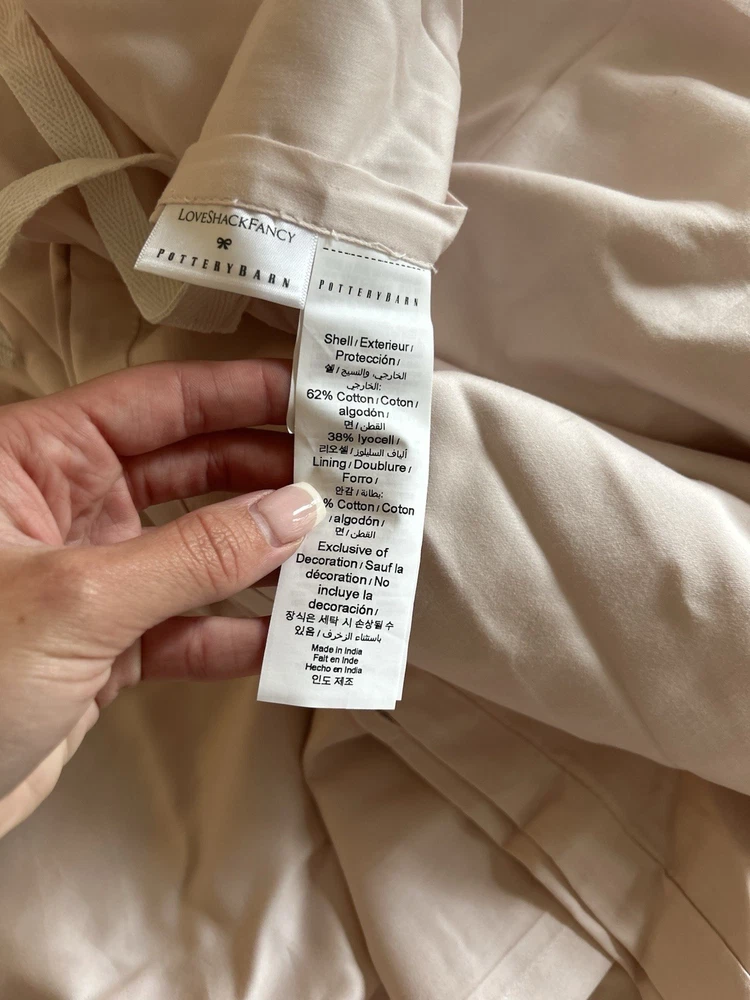 LOVESHACKFANCY
POTTERYBARN
POTTERYBARN
Shell / Exterieur /
Protección /
쉘 / الخارجي، والنسيج
الخارجي:
62% Cotton / Coton /
algodón /
면 / القطن
38% lyocell /
리오셀 / ألياف السليلوز
Lining / Doublure /
Forro /
안감 / بطانة:
% Cotton / Coton
/ algodón /
면 / القطن
Exclusive of
Decoration / Sauf la
décoration / No
incluye la
decoración /
장식은 세탁 시 손상될 수
있음 / باستثناء الزخرف
Made in India
Fait en Inde
Hecho en India
인도 제조